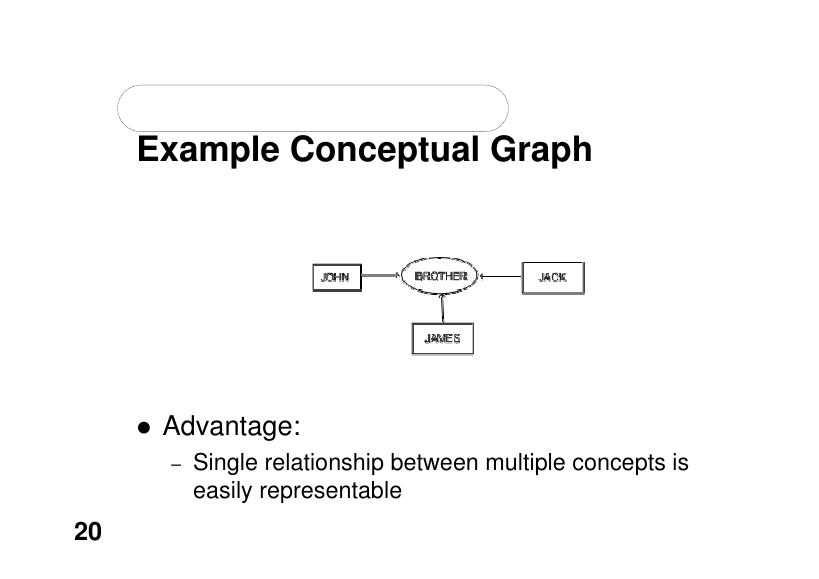 Example Conceptual Graph
JOHN
BROTHER
JACK
JAMES
● Advantage:
– Single relationship between multiple concepts is
easily representable
20